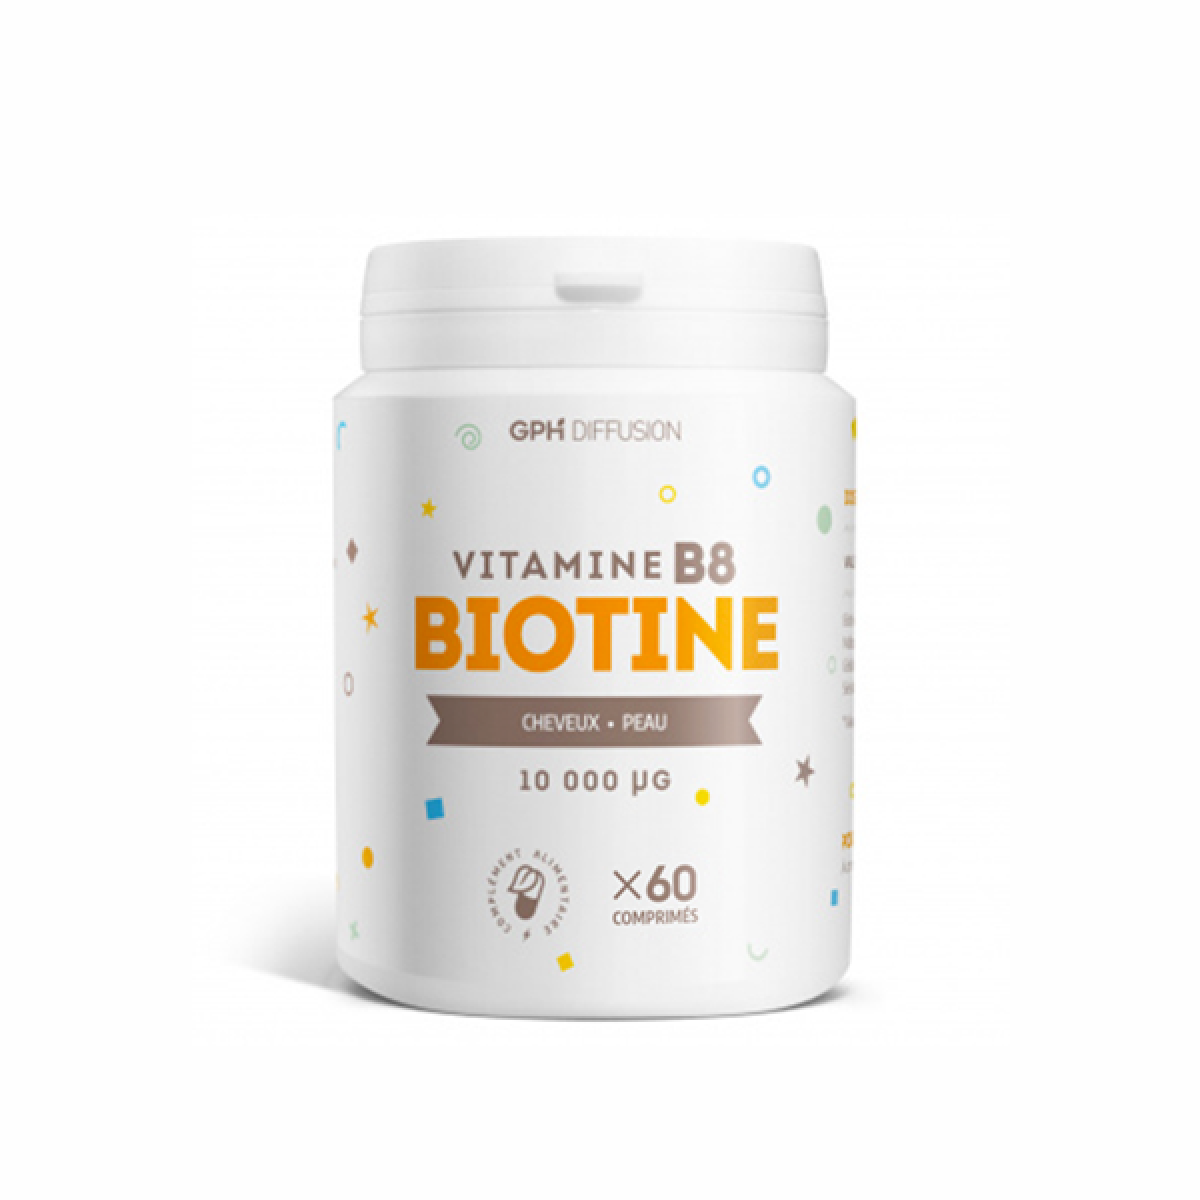 GPH DIFFUSION
VITAMINE B8
BIOTINE
CHEVEUX • PEAU
10 000 µG
COMPLÉMENT ALIMENTAIRE
×60
COMPRIMÉS